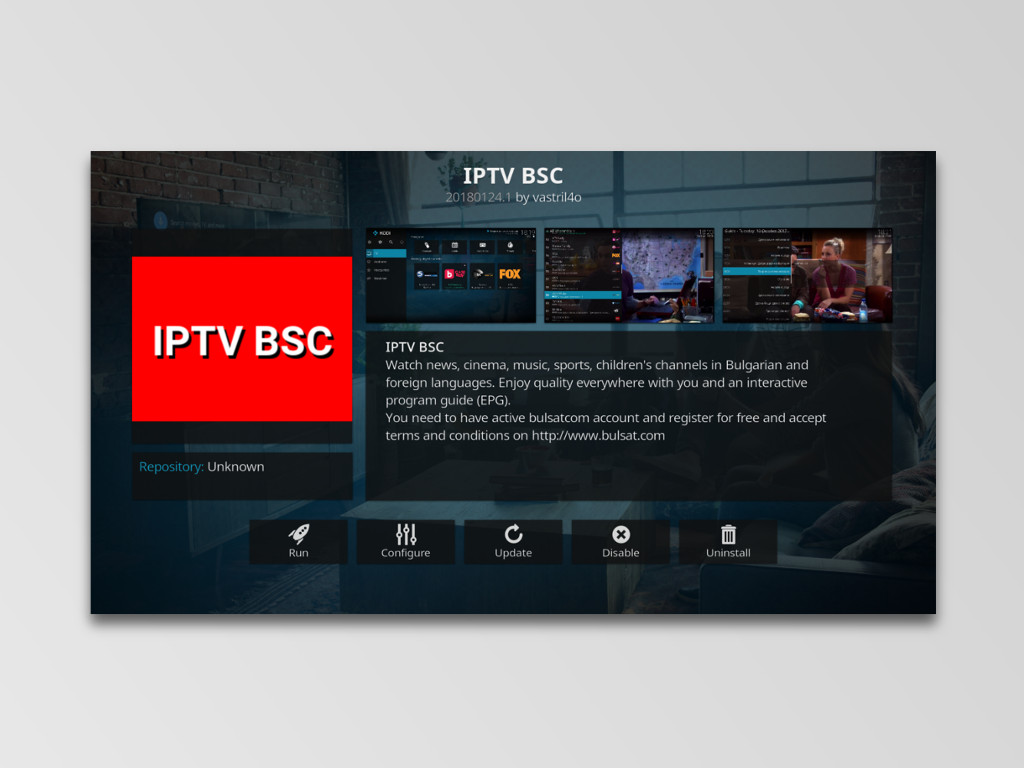 IPTV BSC
20180124.1 by vastril4o
KODI
FOX
IPTV BSC
IPTV BSC
Watch news, cinema, music, sports, children's channels in Bulgarian and
foreign languages. Enjoy quality everywhere with you and an interactive
program guide (EPG).
You need to have active bulsatcom account and register for free and accept
terms and conditions on http://www.bulsat.com
Repository: Unknown
Run
Configure
Update
Disable
Uninstall